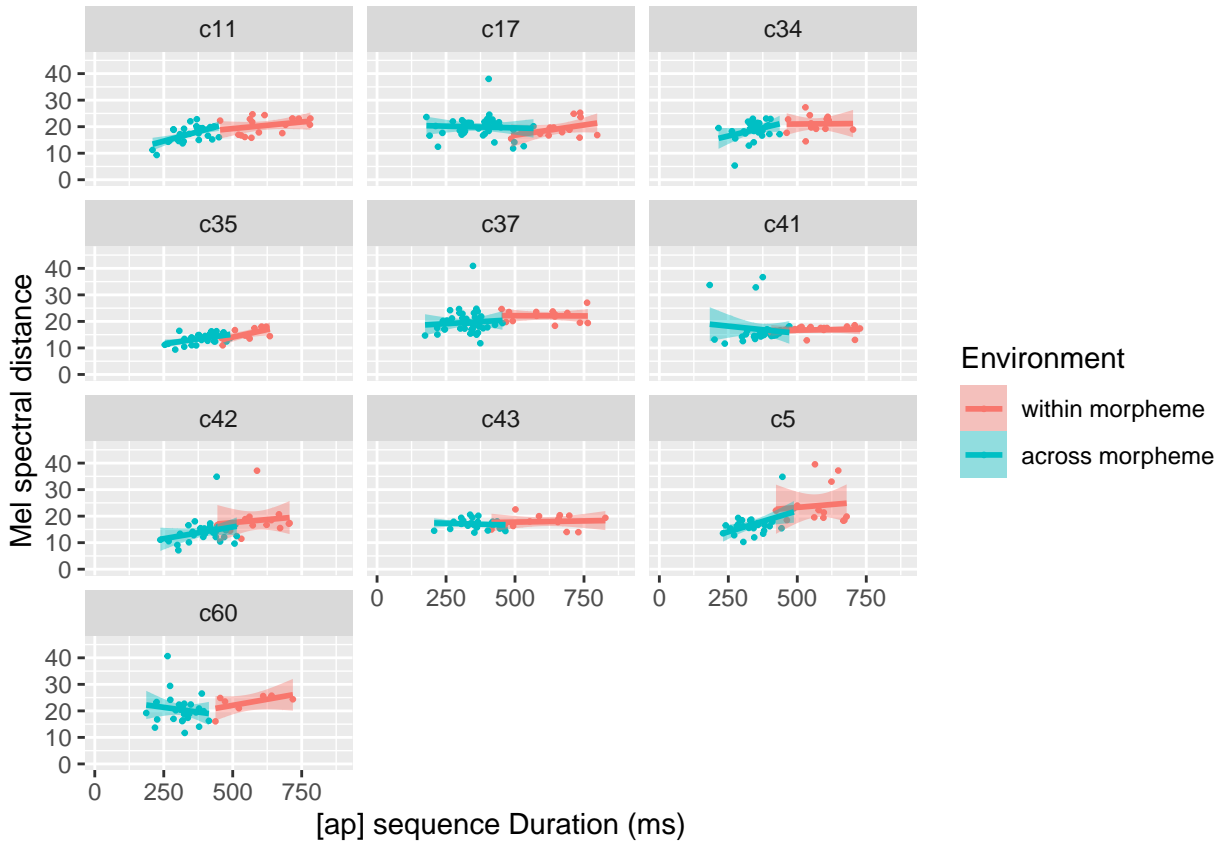 c11 c17 c34
40
30
20
10
0
c35 c37 c41
40
30
20
10
0
c42 c43 c5
40
30
20
10
0
0 250 500 750 0 250 500 750
c60
40
30
20
10
0
0 250 500 750
[ap] sequence Duration (ms)
Mel spectral distance
Environment
within morpheme
across morpheme